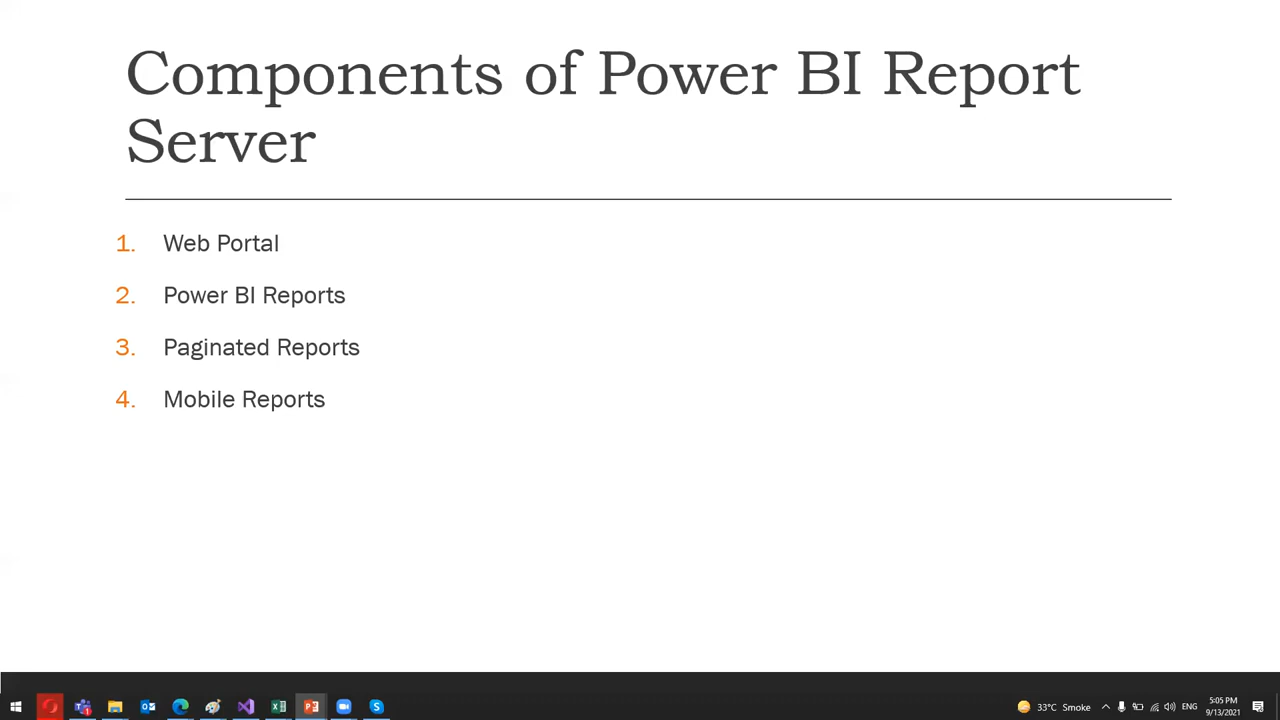 Components of Power BI Report
Server
1. Web Portal
2. Power BI Reports
3. Paginated Reports
4. Mobile Reports
33°C Smoke
ENG
5:05 PM
9/13/2021